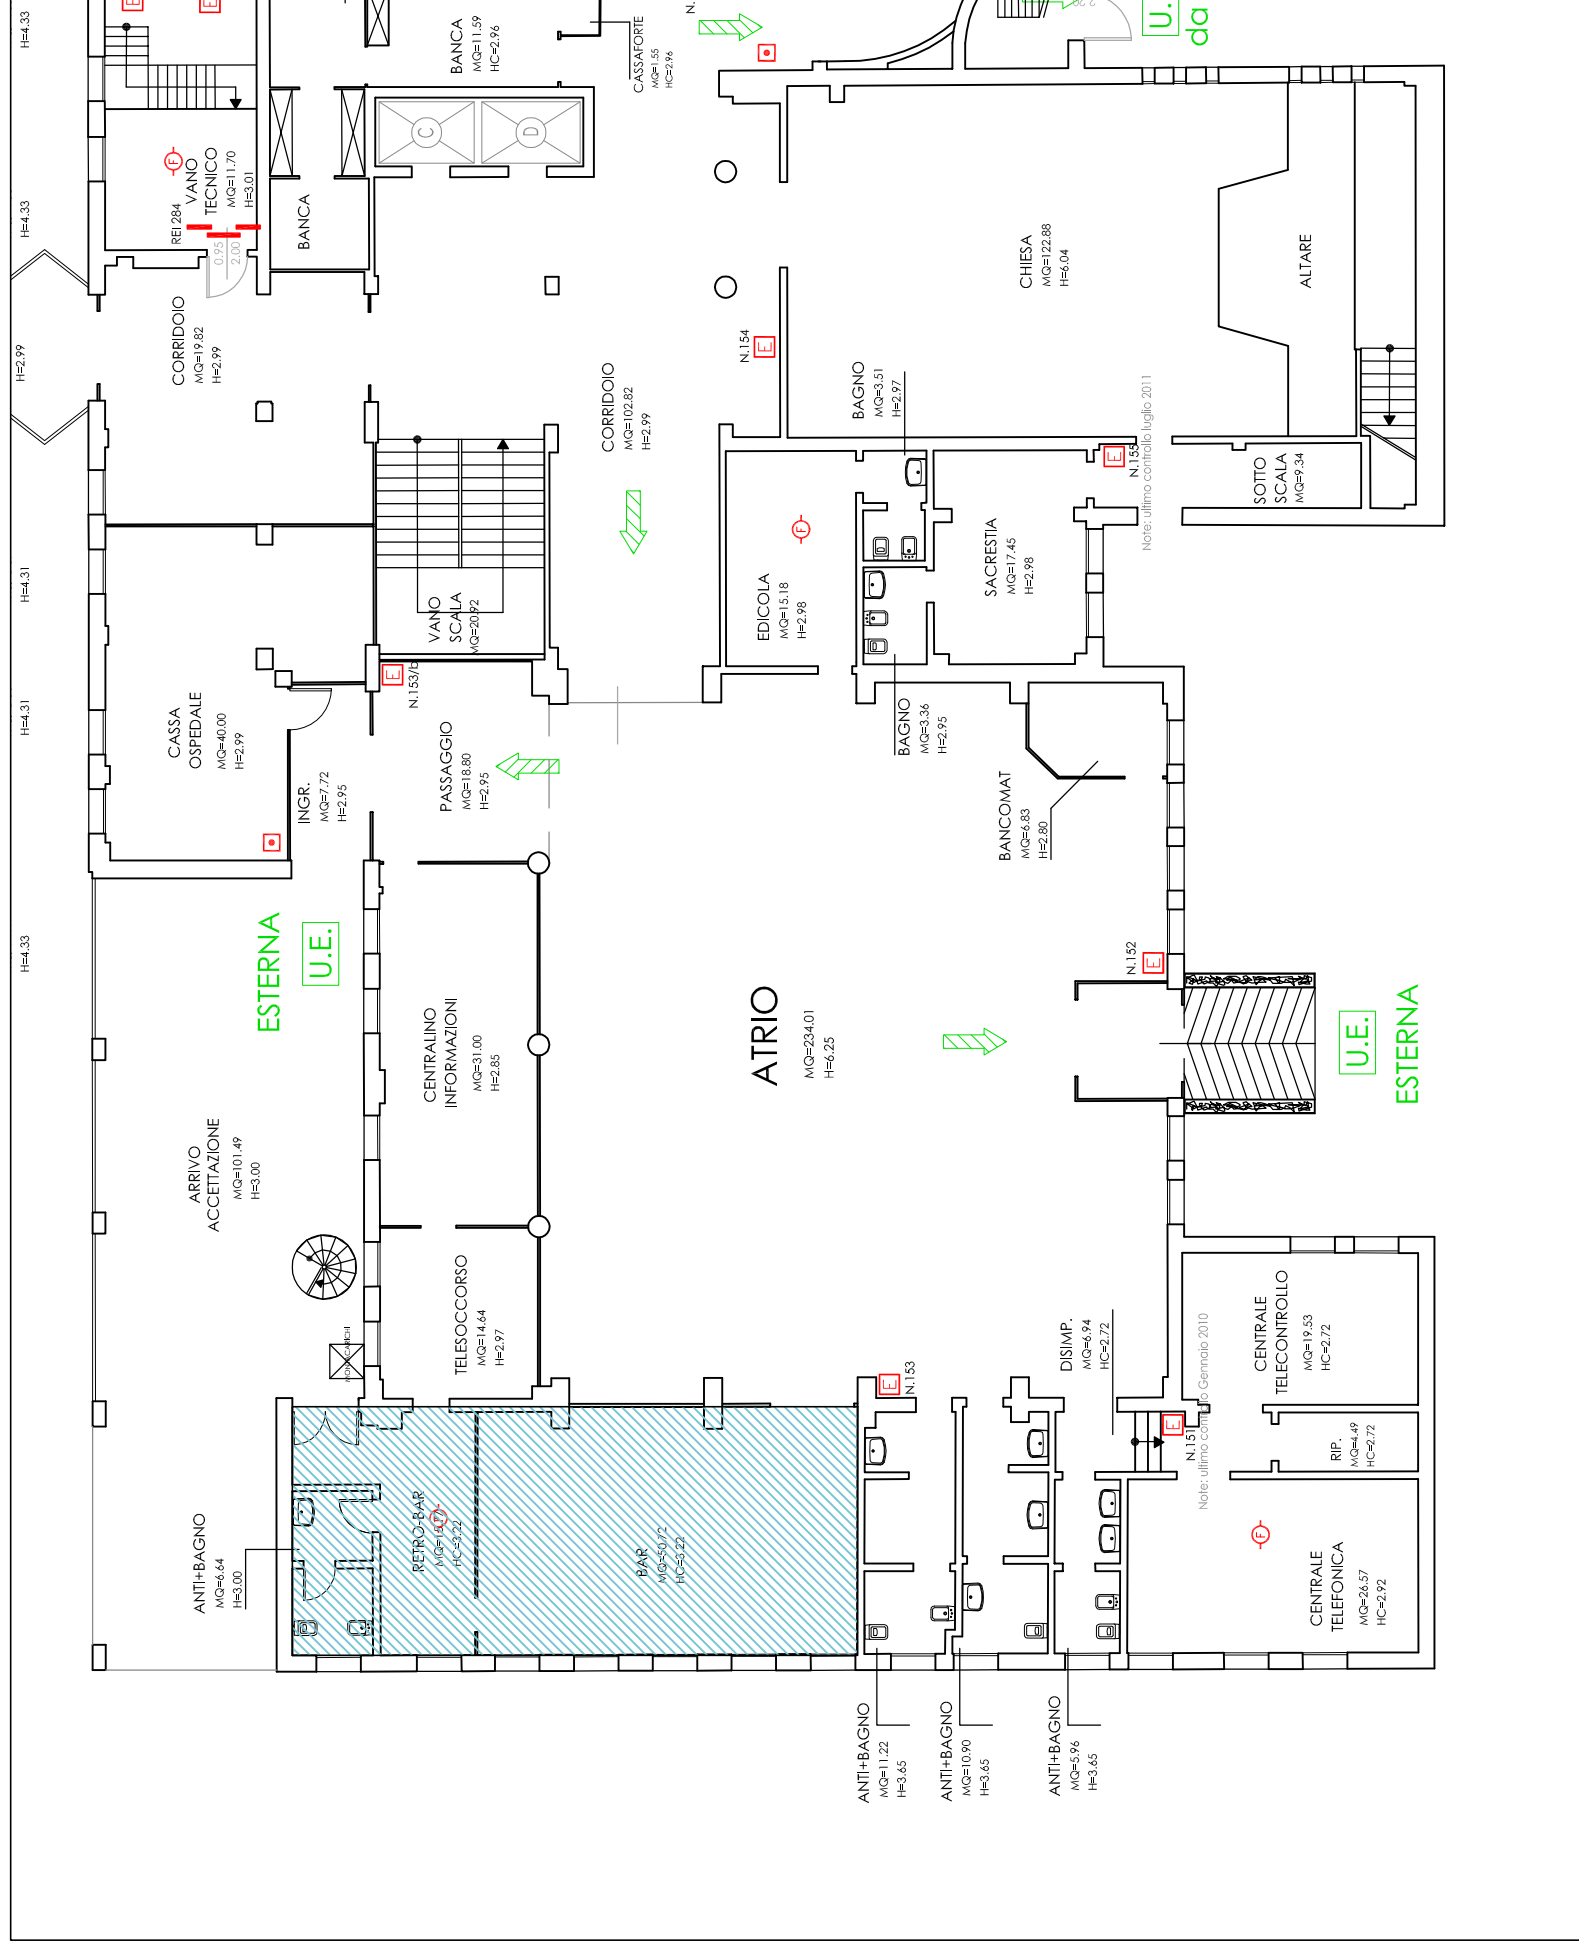 H=4.33
H=4.33
H=2.99
H=4.31
H=4.31
H=4.33
BANCA
MQ=11.59
HC=2.96
CASSAFORTE
MQ=1.55
HC=2.96
N.
U.
da
C
D
F
VANO
TECNICO
MQ=11.70
H=3.01
REI 284
0.95
2.00
BANCA
CORRIDOIO
MQ=19.82
H=2.99
CORRIDOIO
MQ=102.82
H=2.99
N.154
E
CHIESA
MQ=122.88
H=6.04
ALTARE
BAGNO
MQ=3.51
H=2.97
Note: ultimo controllo luglio 2011
N.155
E
SOTTO
SCALA
MQ=9.34
SACRESTIA
MQ=17.45
H=2.98
EDICOLA
MQ=15.18
H=2.98
F
VANO
SCALA
MQ=20.92
E
N.153/b
CASSA
OSPEDALE
MQ=40.00
H=2.99
INGR.
MQ=7.72
H=2.95
PASSAGGIO
MQ=18.80
H=2.95
BAGNO
MQ=3.36
H=2.95
BANCOMAT
MQ=6.83
H=2.80
ESTERNA
U.E.
CENTRALINO
INFORMAZIONI
MQ=31.00
H=2.85
ATRIO
MQ=234.01
H=6.25
N.152
E
U.E.
ESTERNA
ARRIVO
ACCETTAZIONE
MQ=101.49
H=3.00
MONTACARICHI
TELESOCCORSO
MQ=14.64
H=2.97
E
N.153
DISIMP.
MQ=6.94
HC=2.72
CENTRALE
TELECONTROLLO
MQ=19.53
HC=2.72
E
N.151
Note: ultimo controllo Gennaio 2010
RIP.
MQ=4.49
HC=2.72
ANTI+BAGNO
MQ=6.64
H=3.00
RETRO-BAR
HC=3.22
F
BAR
MQ=50.72
HC=3.22
F
CENTRALE
TELEFONICA
MQ=26.57
HC=2.92
ANTI+BAGNO
MQ=11.22
H=3.65
ANTI+BAGNO
MQ=10.90
H=3.65
ANTI+BAGNO
MQ=5.96
H=3.65